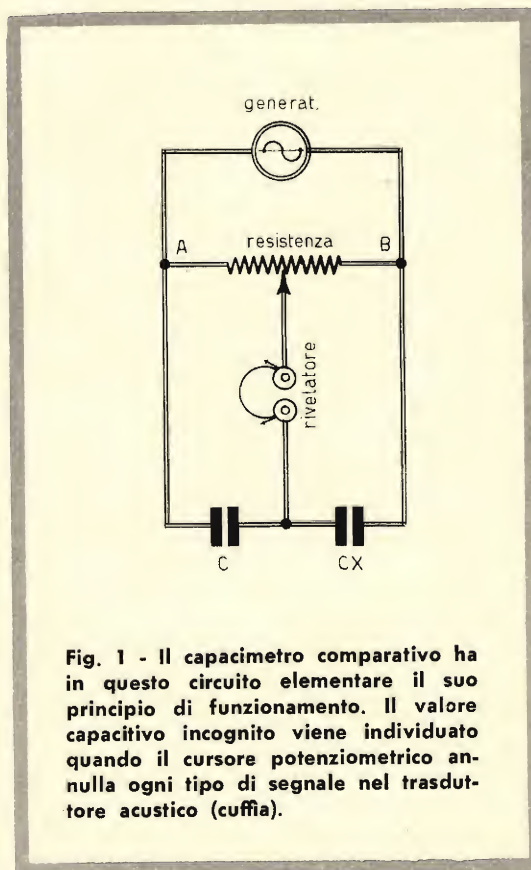 generat.
A
resistenza
B
rivelatore
C
CX
Fig. 1 - Il capacimetro comparativo ha
in questo circuito elementare il suo
principio di funzionamento. Il valore
capacitivo incognito viene individuato
quando il cursore potenziometrico an-
nulla ogni tipo di segnale nel trasdut-
tore acustico (cuffia).